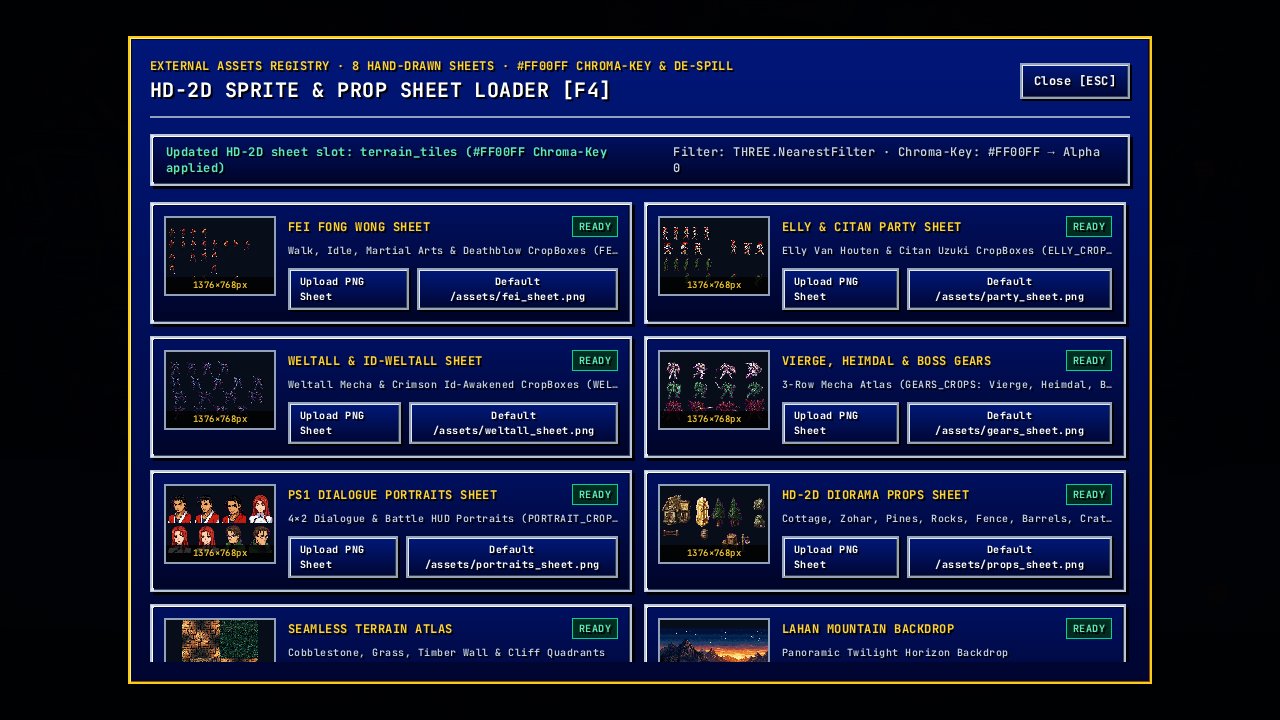 EXTERNAL ASSETS REGISTRY · 8 HAND-DRAWN SHEETS · #FF00FF CHROMA-KEY & DE-SPILL
HD-2D SPRITE & PROP SHEET LOADER [F4]
Close [ESC]
Updated HD-2D sheet slot: terrain_tiles (#FF00FF Chroma-Key
applied)
Filter: THREE.NearestFilter · Chroma-Key: #FF00FF → Alpha
0
1376×768px
FEI FONG WONG SHEET
READY
Walk, Idle, Martial Arts & Deathblow CropBoxes (FE…
Upload PNG
Sheet
Default
/assets/fei_sheet.png
1376×768px
ELLY & CITAN PARTY SHEET
READY
Elly Van Houten & Citan Uzuki CropBoxes (ELLY_CROP…
Upload PNG
Sheet
Default
/assets/party_sheet.png
1376×768px
WELTALL & ID-WELTALL SHEET
READY
Weltall Mecha & Crimson Id-Awakened CropBoxes (WEL…
Upload PNG
Sheet
Default
/assets/weltall_sheet.png
1376×768px
VIERGE, HEIMDAL & BOSS GEARS
READY
3-Row Mecha Atlas (GEARS_CROPS: Vierge, Heimdal, B…
Upload PNG
Sheet
Default
/assets/gears_sheet.png
1376×768px
PS1 DIALOGUE PORTRAITS SHEET
READY
4×2 Dialogue & Battle HUD Portraits (PORTRAIT_CROP…
Upload PNG
Sheet
Default
/assets/portraits_sheet.png
1376×768px
HD-2D DIORAMA PROPS SHEET
READY
Cottage, Zohar, Pines, Rocks, Fence, Barrels, Crat…
Upload PNG
Sheet
Default
/assets/props_sheet.png
SEAMLESS TERRAIN ATLAS
READY
Cobblestone, Grass, Timber Wall & Cliff Quadrants
LAHAN MOUNTAIN BACKDROP
READY
Panoramic Twilight Horizon Backdrop